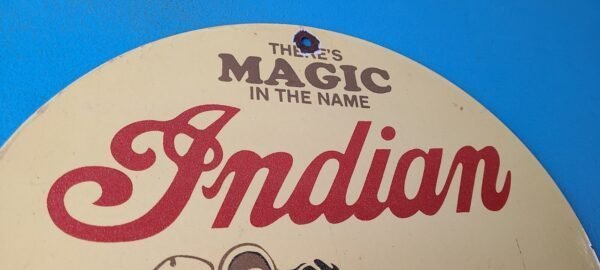 THERE'S
MAGIC
IN THE NAME
Indian